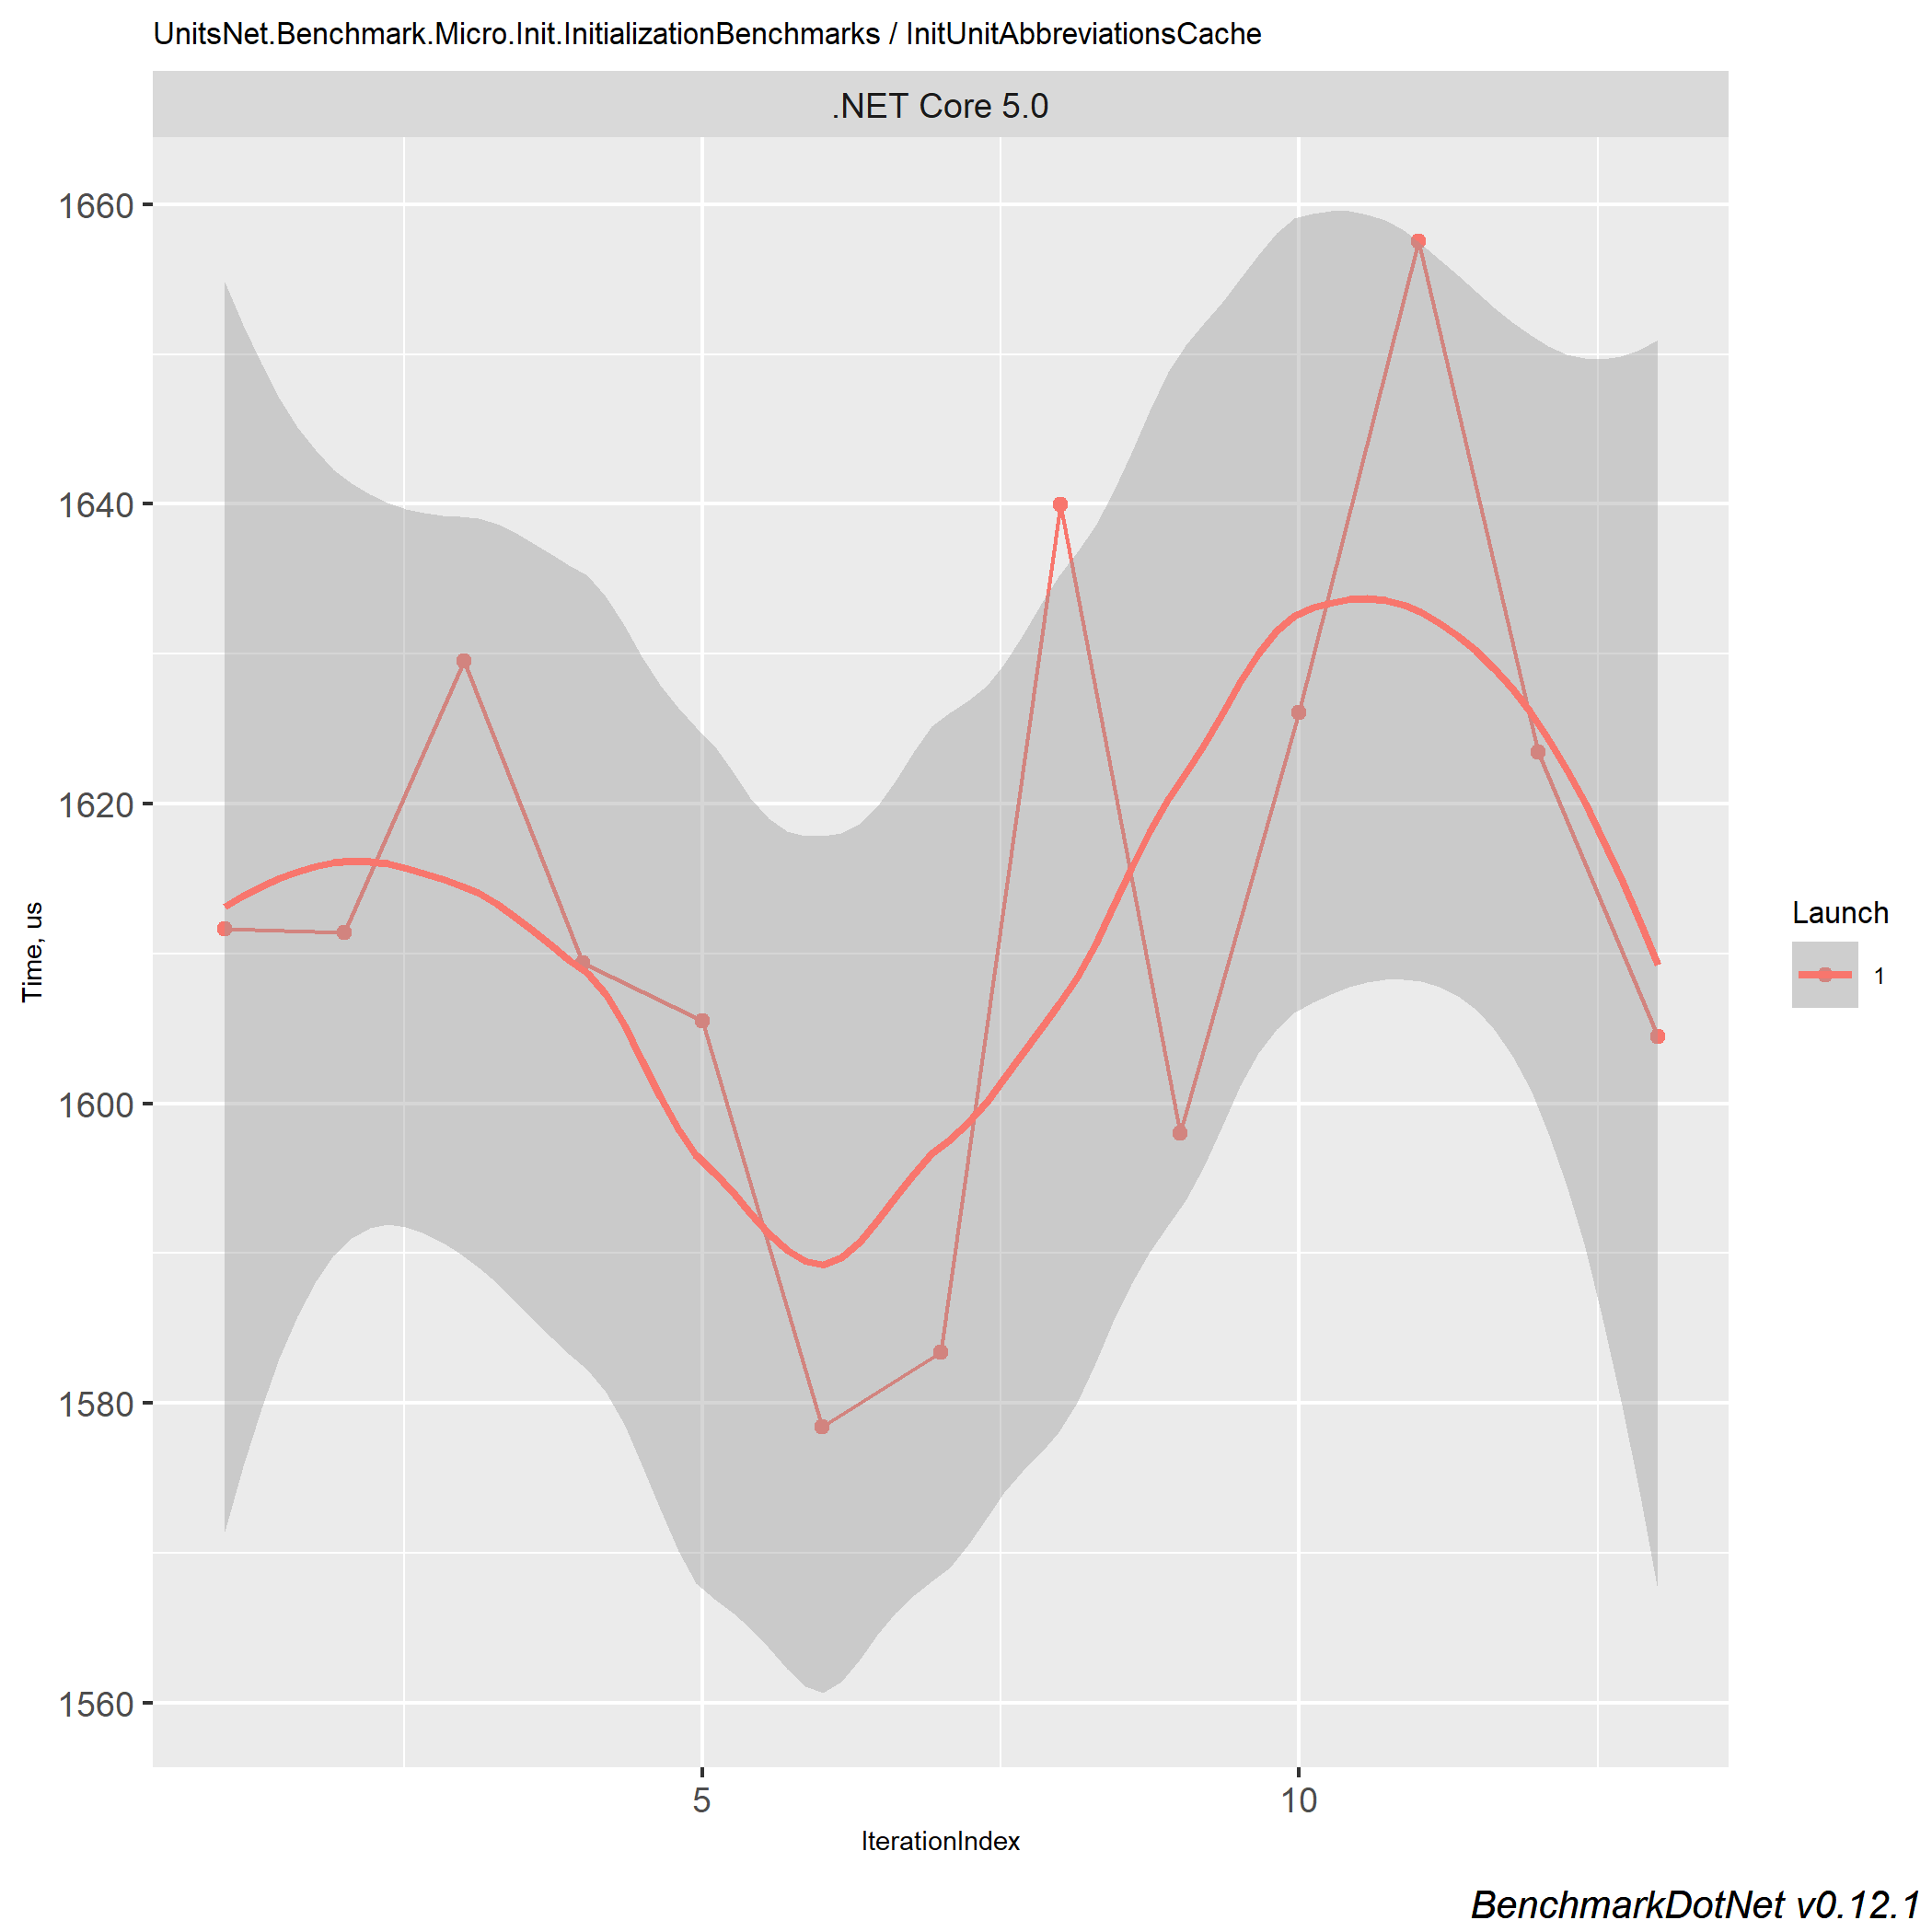 UnitsNet.Benchmark.Micro.Init.InitializationBenchmarks / InitUnitAbbreviationsCache
.NET Core 5.0
1660
1640
1620
1600
1580
1560
Time, us
5
10
IterationIndex
Launch
1
BenchmarkDotNet v0.12.1